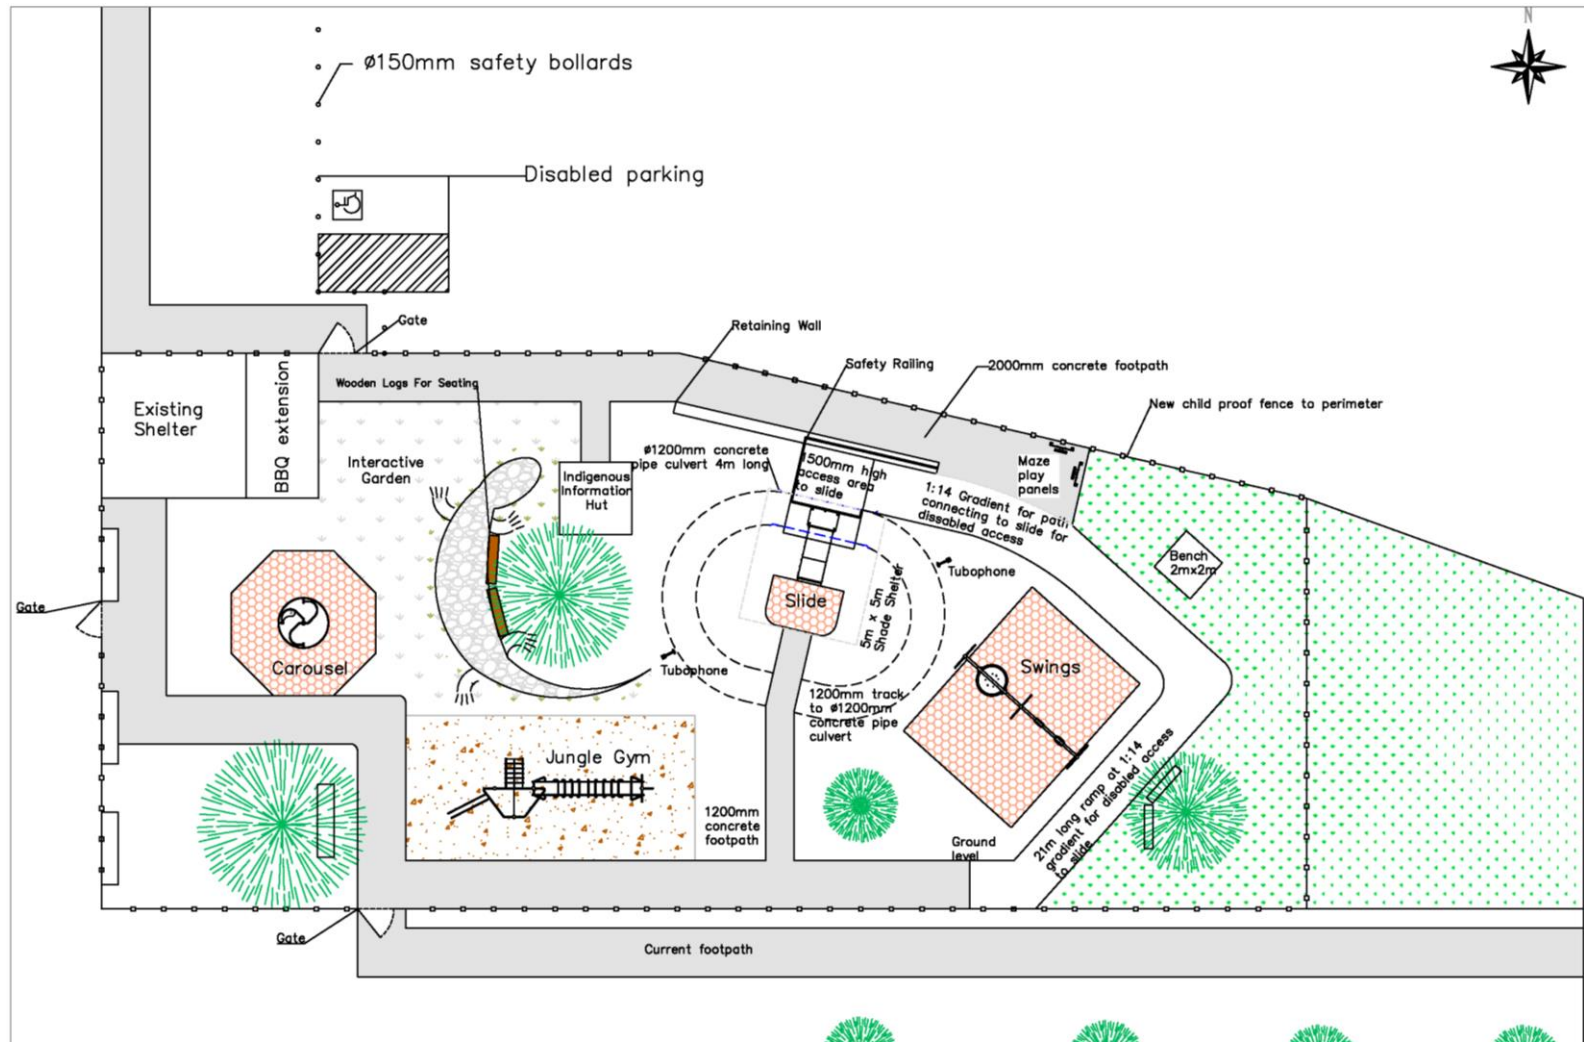 N
ø150mm safety bollards
Disabled parking
Gate
Retaining Wall
Safety Railing
2000mm concrete footpath
New child proof fence to perimeter
Wooden Logs For Seating
Existing
Shelter
BBQ extension
Interactive
Garden
Indigenous
Information
Hut
ø1200mm concrete
pipe culvert 4m long
1500mm high
access area
to slide
Maze
play
panels
1:14 Gradient for path
connecting to slide for
dissabled access
Bench
2mx2m
Tubophone
Gate
Slide
5m x 5m
Shade Shelter
Carousel
Tubophone
Swings
1200mm track
to ø1200mm
concrete pipe
culvert
Jungle Gym
1200mm
concrete
footpath
Ground
level
21m long ramp at 1:14
gradient for disabled access
to slide
Gate
Current footpath